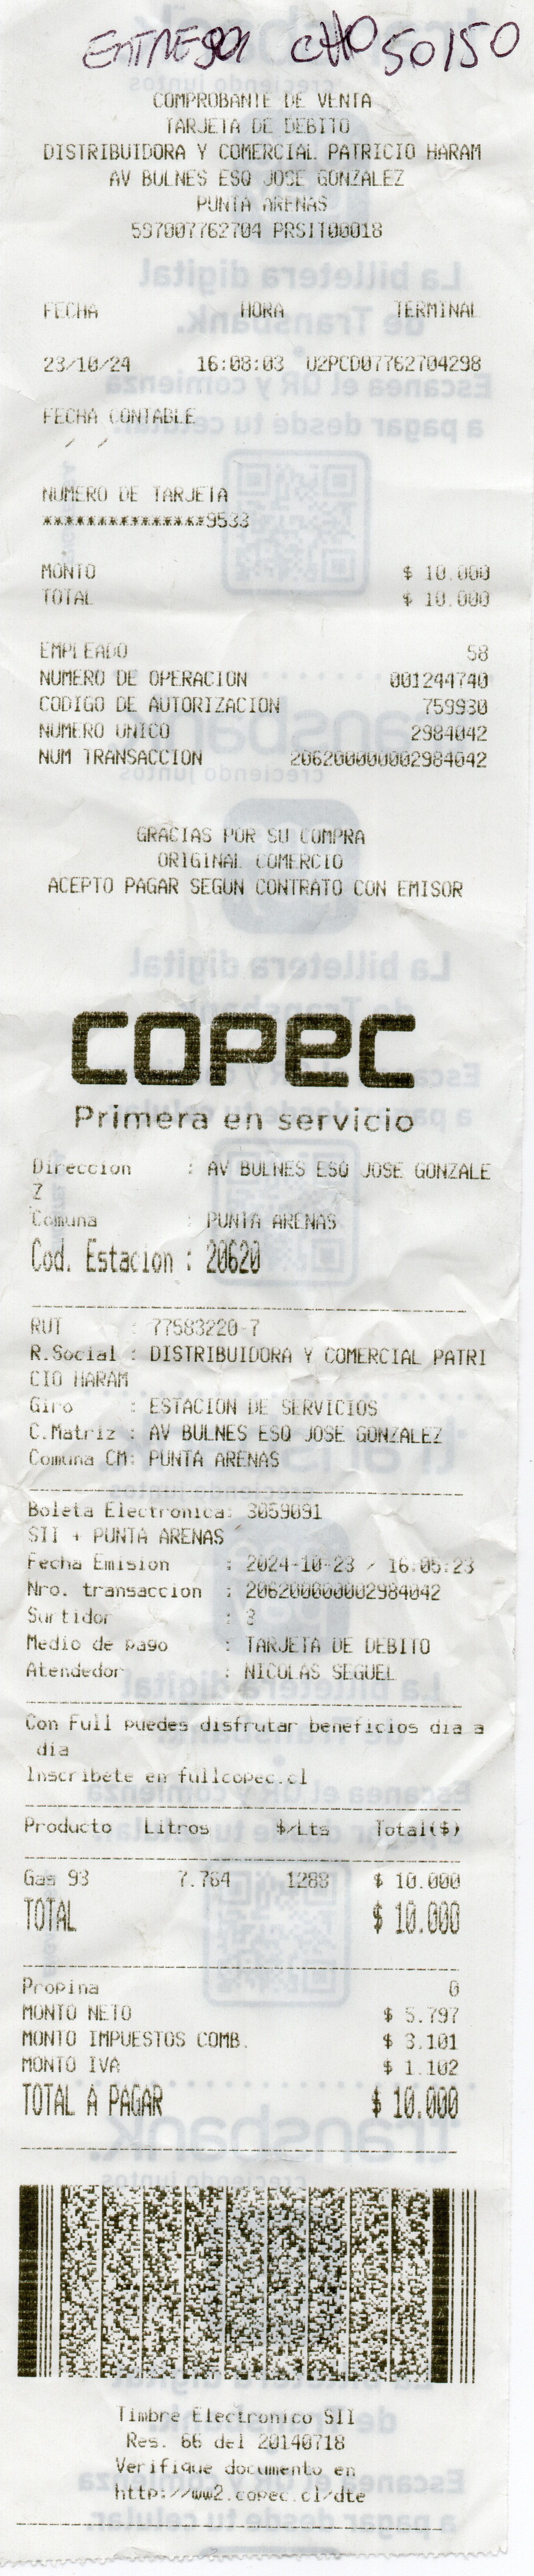 ENTREGA CHO 50/50
COMPROBANTE DE VENTA
TARJETA DE DEBITO
DISTRIBUIDORA Y COMERCIAL PATRICIO HARAM
AV BULNES ESQ JOSE GONZALEZ
PUNTA ARENAS
597007762704 PRSIT00018
FECHA HORA TERMINAL
23/10/24 16:08:03 U2PCD07762704298
FECHA CONTABLE
/ /
NUMERO DE TARJETA
***************9533
MONTO $ 10.000
TOTAL $ 10.000
EMPLEADO 58
NUMERO DE OPERACION 001244740
CODIGO DE AUTORIZACION 759930
NUMERO UNICO 2984042
NUM TRANSACCION 206200000002984042
GRACIAS POR SU COMPRA
ORIGINAL COMERCIO
ACEPTO PAGAR SEGUN CONTRATO CON EMISOR
COPEC
Primera en servicio
Direccion : AV BULNES ESQ JOSE GONZALE
Z
Comuna : PUNTA ARENAS
Cod. Estacion : 20620
RUT : 77583220-7
R.Social : DISTRIBUIDORA Y COMERCIAL PATRI
CIO HARAM
Giro : ESTACION DE SERVICIOS
C.Matriz : AV BULNES ESQ JOSE GONZALEZ
Comuna CM: PUNTA ARENAS
Boleta Electronica: 3059091
SII + PUNTA ARENAS
Fecha Emision : 2024-10-23 / 16:05:23
Nro. transaccion : 206200000002984042
Surtidor : 3
Medio de pago : TARJETA DE DEBITO
Atendedor : NICOLAS SEGUEL
Con Full puedes disfrutar beneficios dia a
dia
Inscribete en fullcopec.cl
Producto Litros $/Lts Total($)
Gas 93 7.764 1288 $ 10.000
TOTAL $ 10.000
Propina 0
MONTO NETO $ 5.797
MONTO IMPUESTOS COMB. $ 3.101
MONTO IVA $ 1.102
TOTAL A PAGAR $ 10.000
Timbre Electronico SII
Res. 66 del 20140718
Verifique documento en
http://ww2.copec.cl/dte